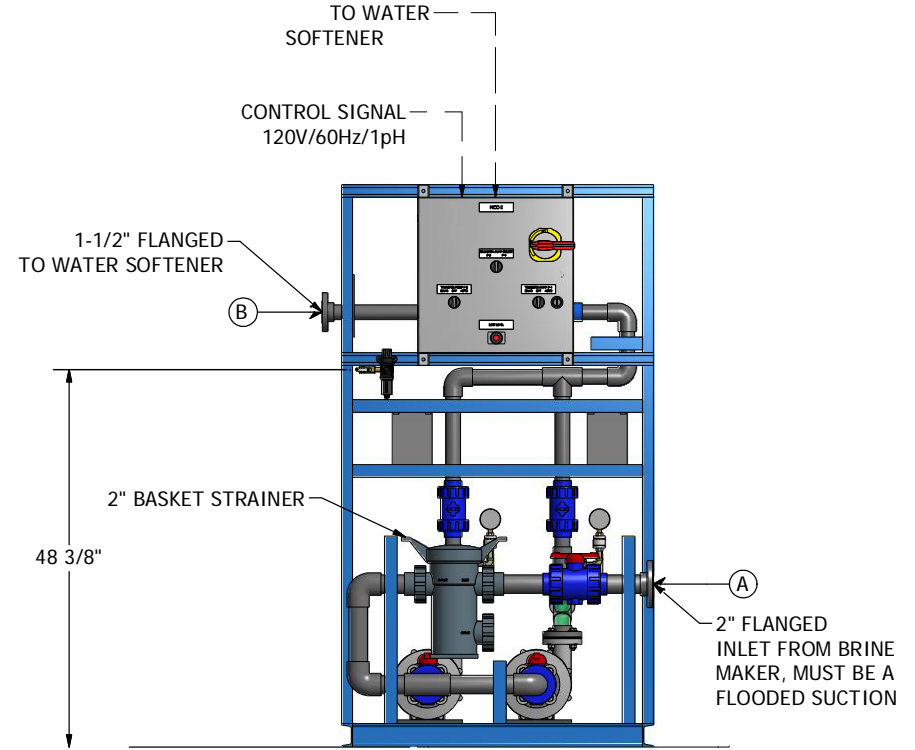 TO WATER
SOFTENER
CONTROL SIGNAL
120V/60Hz/1pH
1-1/2" FLANGED
TO WATER SOFTENER
B
2" BASKET STRAINER
48 3/8"
A
2" FLANGED
INLET FROM BRINE
MAKER, MUST BE A
FLOODED SUCTION